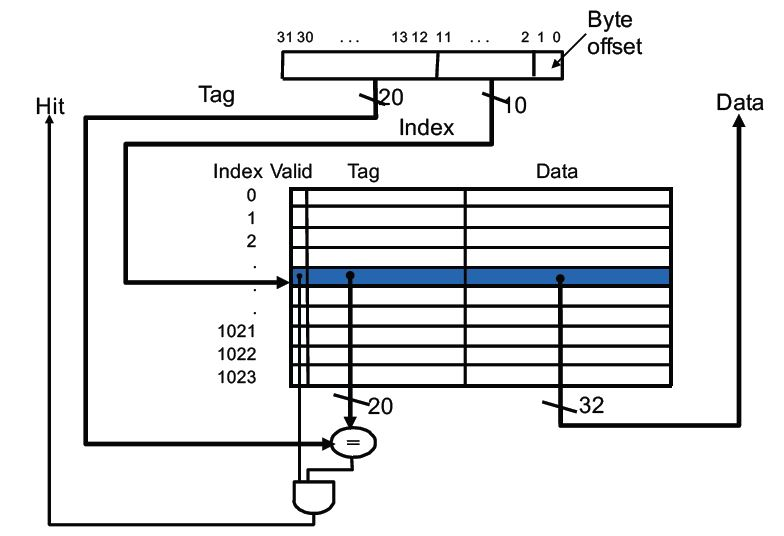 Byte
offset
31 30 ... 13 12 11 ... 2 1 0
20
10
Tag
Index
Hit
Data
Index Valid Tag Data
0
1
2
.
.
.
1021
1022
1023
20
32
=